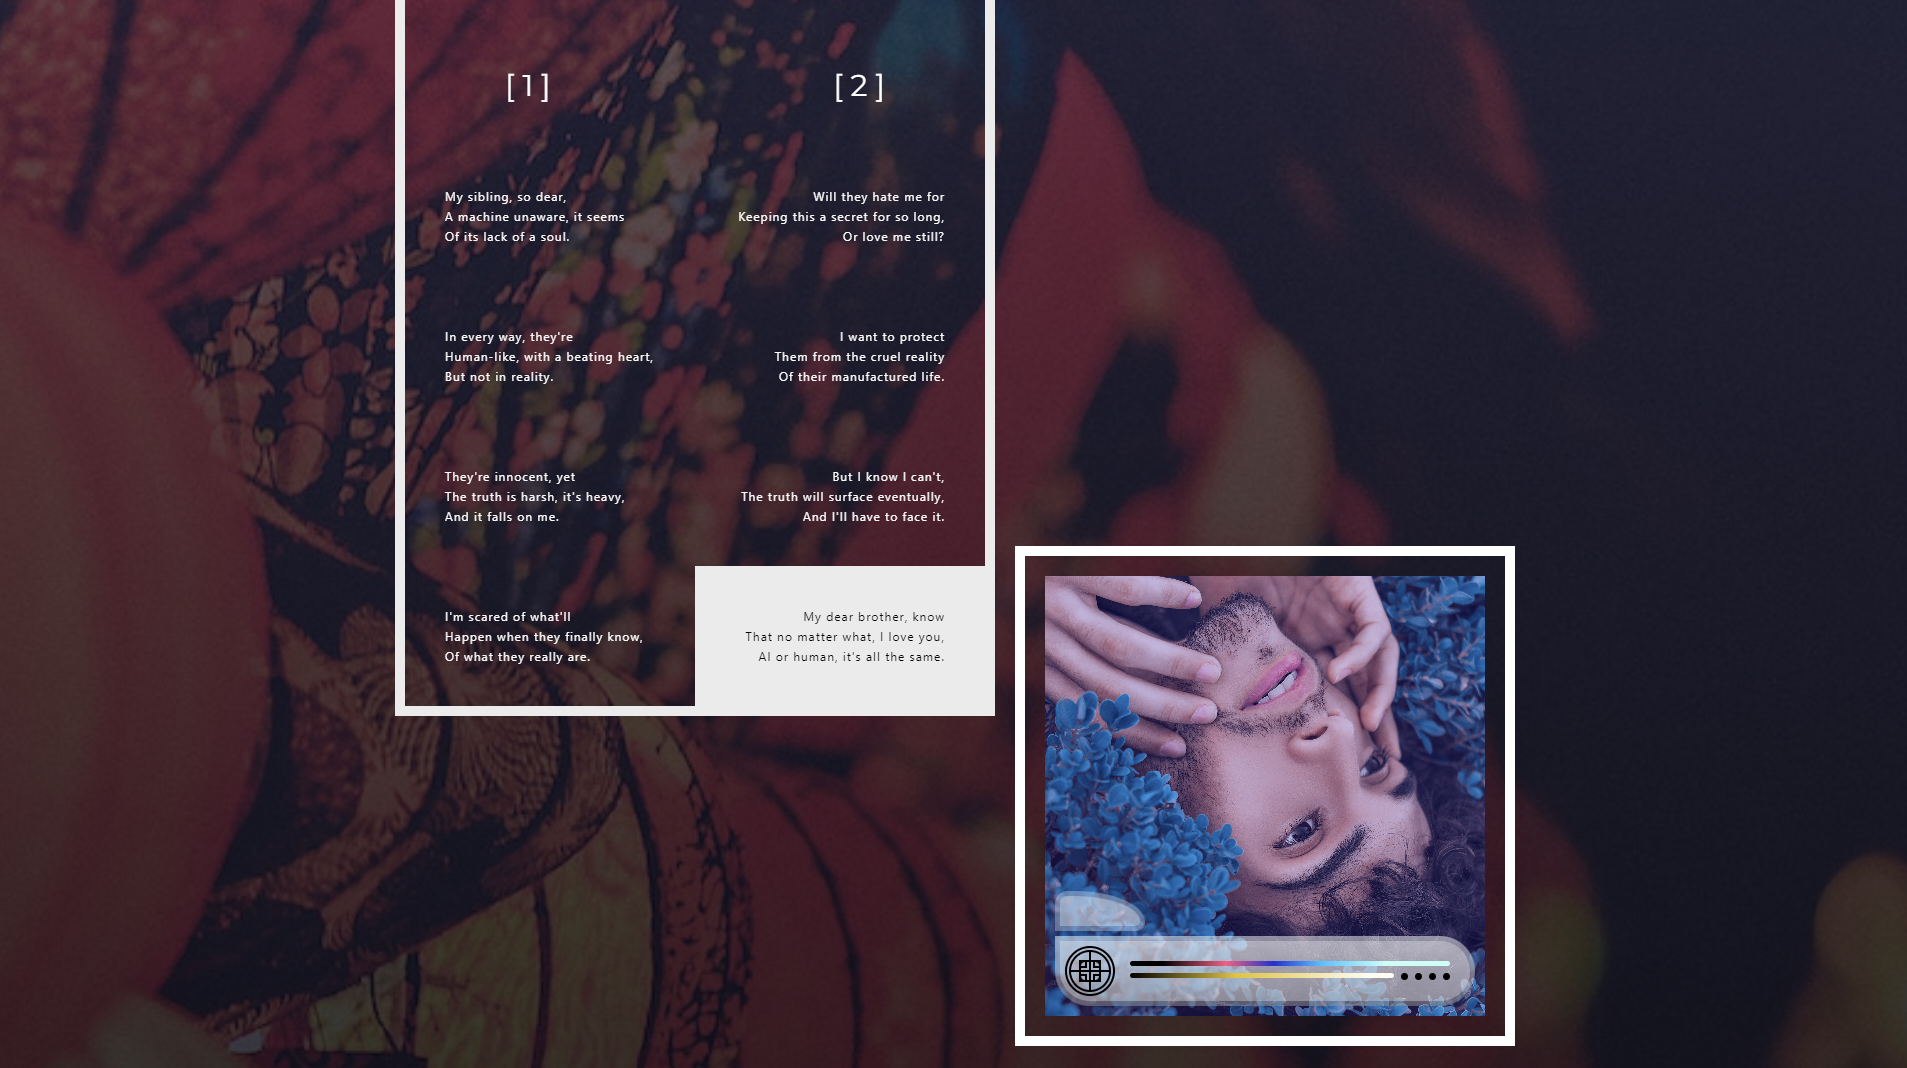 [1]
My sibling, so dear,
A machine unaware, it seems
Of its lack of a soul.
In every way, they're
Human-like, with a beating heart,
But not in reality.
They're innocent, yet
The truth is harsh, it's heavy,
And it falls on me.
I'm scared of what'll
Happen when they finally know,
Of what they really are.
[2]
Will they hate me for
Keeping this a secret for so long,
Or love me still?
I want to protect
Them from the cruel reality
Of their manufactured life.
But I know I can't,
The truth will surface eventually,
And I'll have to face it.
My dear brother, know
That no matter what, I love you,
AI or human, it's all the same.